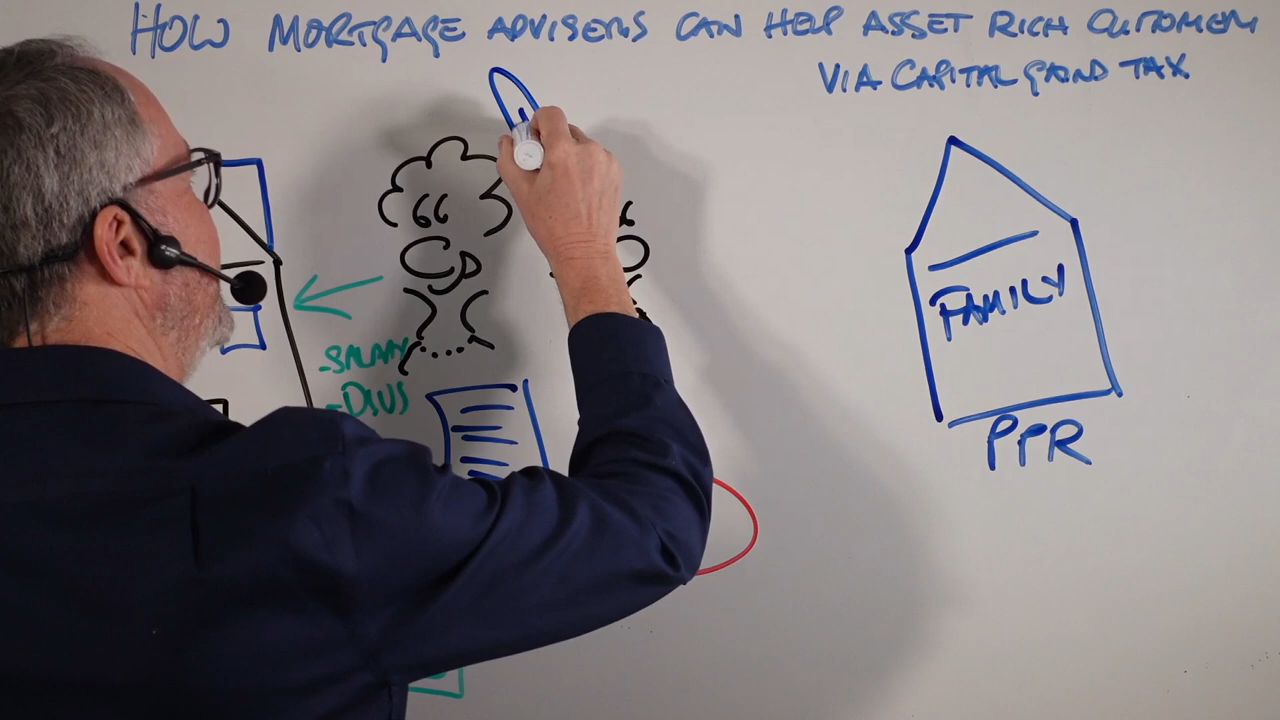 HOW MORTGAGE ADVISERS CAN HELP ASSET RICH CUSTOMERS
VIA CAPITAL GAINS TAX
-SALARY
-DIVS
FAMILY
PPR